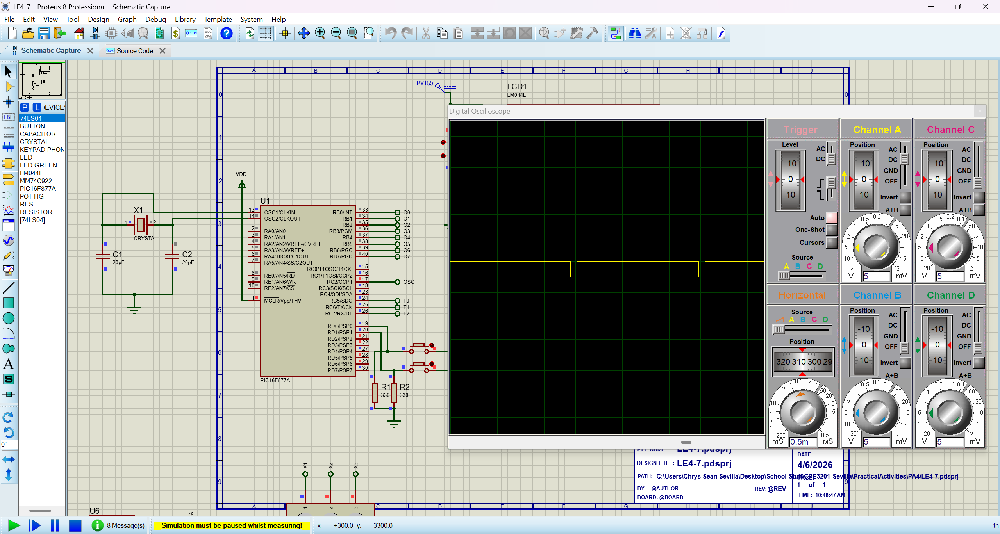 LE4-7 - Proteus 8 Professional - Schematic Capture
File Edit View Tool Design Graph Debug Library Template System Help
Schematic Capture
Source Code
P L DEVICES
74LS04
BUTTON
CAPACITOR
CRYSTAL
KEYPAD-PHON
LED
LED-GREEN
LM044L
MM74C922
PIC16F877A
POT-HG
RES
RESISTOR
[74LS04]
LBL
0°
A B C D E F G H I J
0 1 2 3 4 5 6 7 8 9
RV1(2)
LCD1
LM044L
VDD
X1
1 2
CRYSTAL
C1
20pF
C2
20pF
U1
13 OSC1/CLKIN
14 OSC2/CLKOUT
2 RA0/AN0
3 RA1/AN1
4 RA2/AN2/VREF-/CVREF
5 RA3/AN3/VREF+
6 RA4/T0CKI/C1OUT
7 RA5/AN4/SS/C2OUT
8 RE0/AN5/RD
9 RE1/AN6/WR
10 RE2/AN7/CS
1 MCLR/Vpp/THV
RB0/INT 33 O0
RB1 34 O1
RB2 35 O2
RB3/PGM 36 O3
RB4 37 O4
RB5 38 O5
RB6/PGC 39 O6
RB7/PGD 40 O7
RC0/T1OSO/T1CKI 15
RC1/T1OSI/CCP2 16
RC2/CCP1 17 OSC
RC3/SCK/SCL 18
RC4/SDI/SDA 23
RC5/SDO 24 T0
RC6/TX/CK 25 T1
RC7/RX/DT 26 T2
RD0/PSP0 19
RD1/PSP1 20
RD2/PSP2 21
RD3/PSP3 22
RD4/PSP4 27
RD5/PSP5 28
RD6/PSP6 29
RD7/PSP7 30
PIC16F877A
R1
330
R2
330
X1 X2 X3
1 2 3
U6
A
Digital Oscilloscope
Trigger
Level
-10
0
10
AC
DC
Auto
One-Shot
Cursors
Source
A B C D
Channel A
Position
-10
0
10
AC
DC
GND
OFF
Invert
A+B
20 10 5 2 1 0.5 0.2 0.1 50 20 10 5 2
V 5 mV
Channel C
Position
-10
0
10
AC
DC
GND
OFF
Invert
A+B
20 10 5 2 1 0.5 0.2 0.1 50 20 10 5 2
V 5 mV
Horizontal
Source
A B C D
Position
320 310 300 29
200 100 50 20 10 5 2 1 0.5 0.2 0.1 50 20 10 5 2 1 0.5
mS 0.5m µS
Channel B
Position
-10
0
10
AC
DC
GND
OFF
Invert
A+B
20 10 5 2 1 0.5 0.2 0.1 50 20 10 5 2
V 5 mV
Channel D
Position
-10
0
10
AC
DC
GND
OFF
Invert
A+B
20 10 5 2 1 0.5 0.2 0.1 50 20 10 5 2
V 5 mV
FILE NAME: LE4-7.pdsprj
DESIGN TITLE: LE4-7.pdsprj
PATH: C:\Users\Chrys Sean Sevilla\Desktop\School Stuff\CPE3201-Sevilla\PracticalActivities\PA4\LE4-7.pdsprj
BY: @AUTHOR REV:@REV
BOARD: @BOARD
DATE:
4/6/2026
PAGE:
1 of 1
TIME: 10:48:47 AM
8 Message(s)
Simulation must be paused whilst measuring!
x: +300.0 y: -3300.0
th